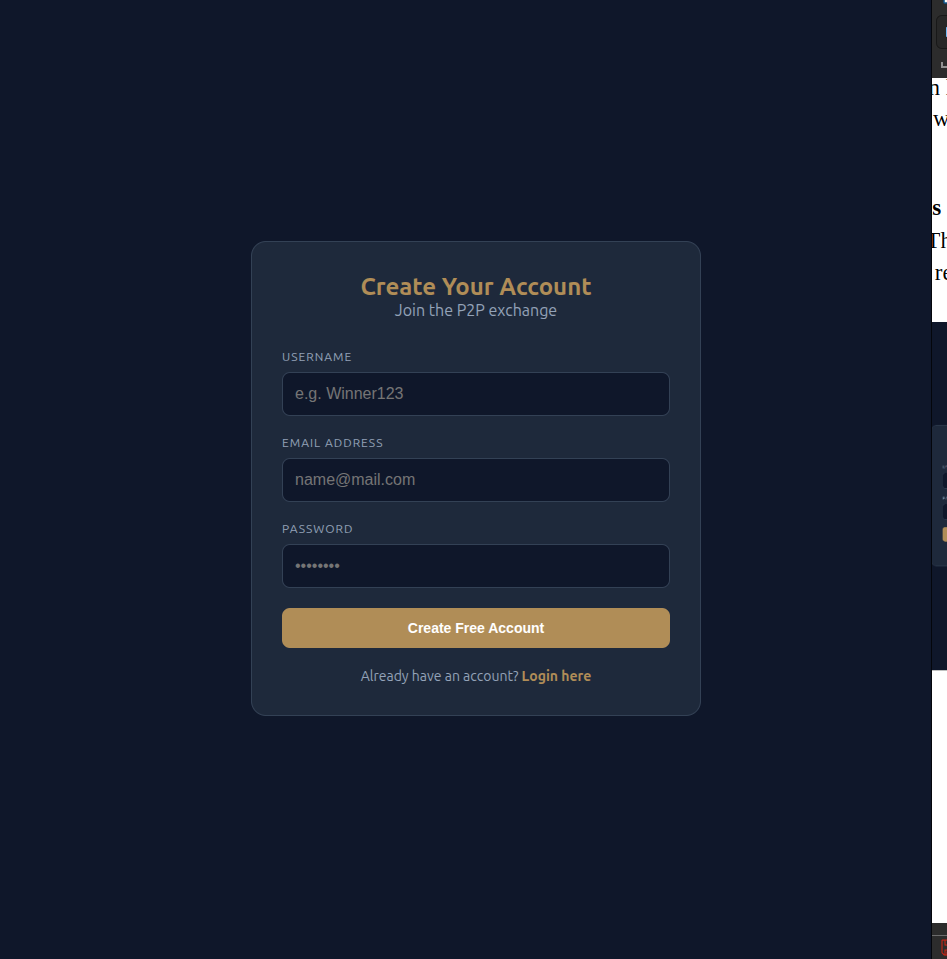 Create Your Account
Join the P2P exchange
USERNAME
e.g. Winner123
EMAIL ADDRESS
name@mail.com
PASSWORD
••••••••
Create Free Account
Already have an account? Login here